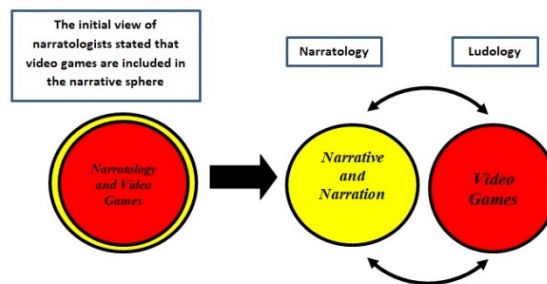 The initial view of
narratologists stated that
video games are included in
the narrative sphere
Narratology
Ludology
Narratology
and Video
Games
Narrative
and
Narration
Video
Games